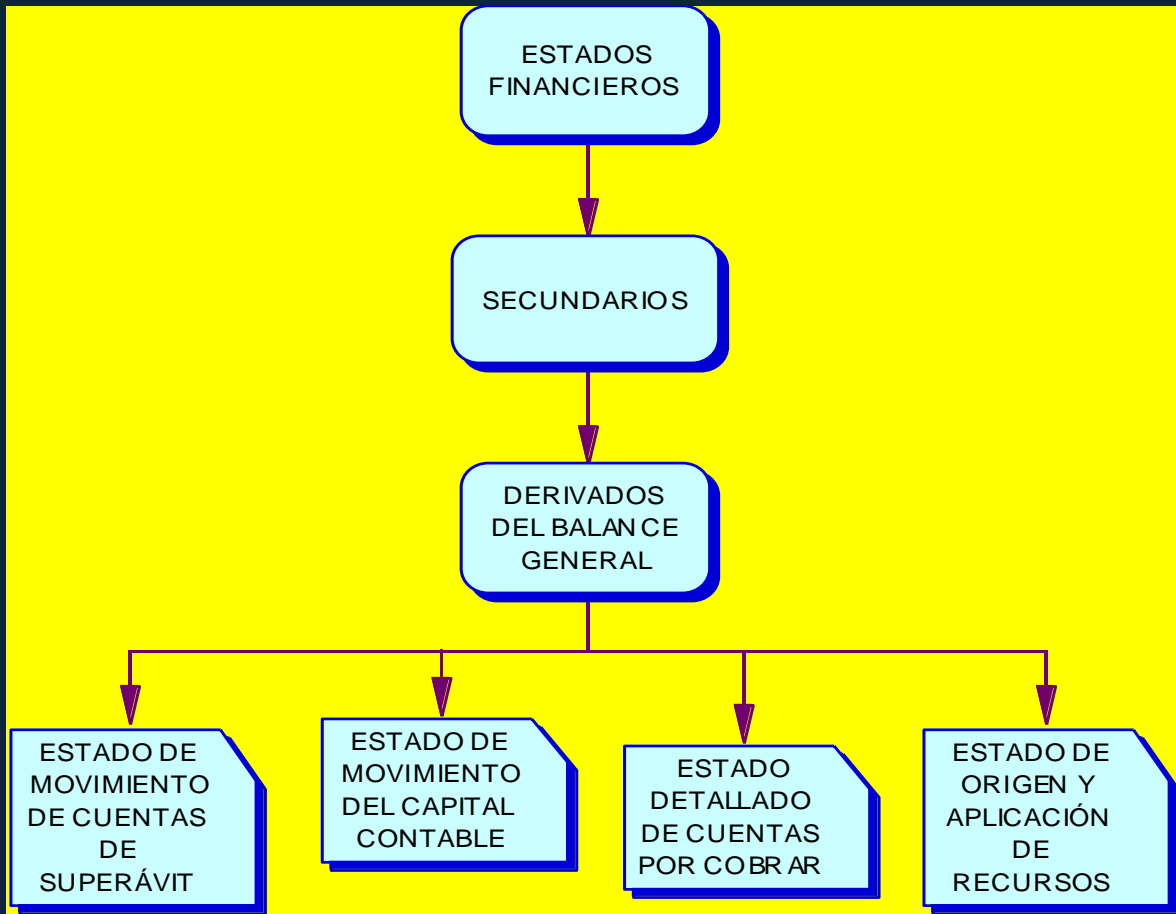 ESTADOS
FINANCIEROS
SECUNDARIOS
DERIVADOS
DEL BALANCE
GENERAL
ESTADO DE
MOVIMIENTO
DE CUENTAS
DE
SUPERÁVIT
ESTADO DE
MOVIMIENTO
DEL CAPITAL
CONTABLE
ESTADO
DETALLADO
DE CUENTAS
POR COBRAR
ESTADO DE
ORIGEN Y
APLICACIÓN
DE
RECURSOS